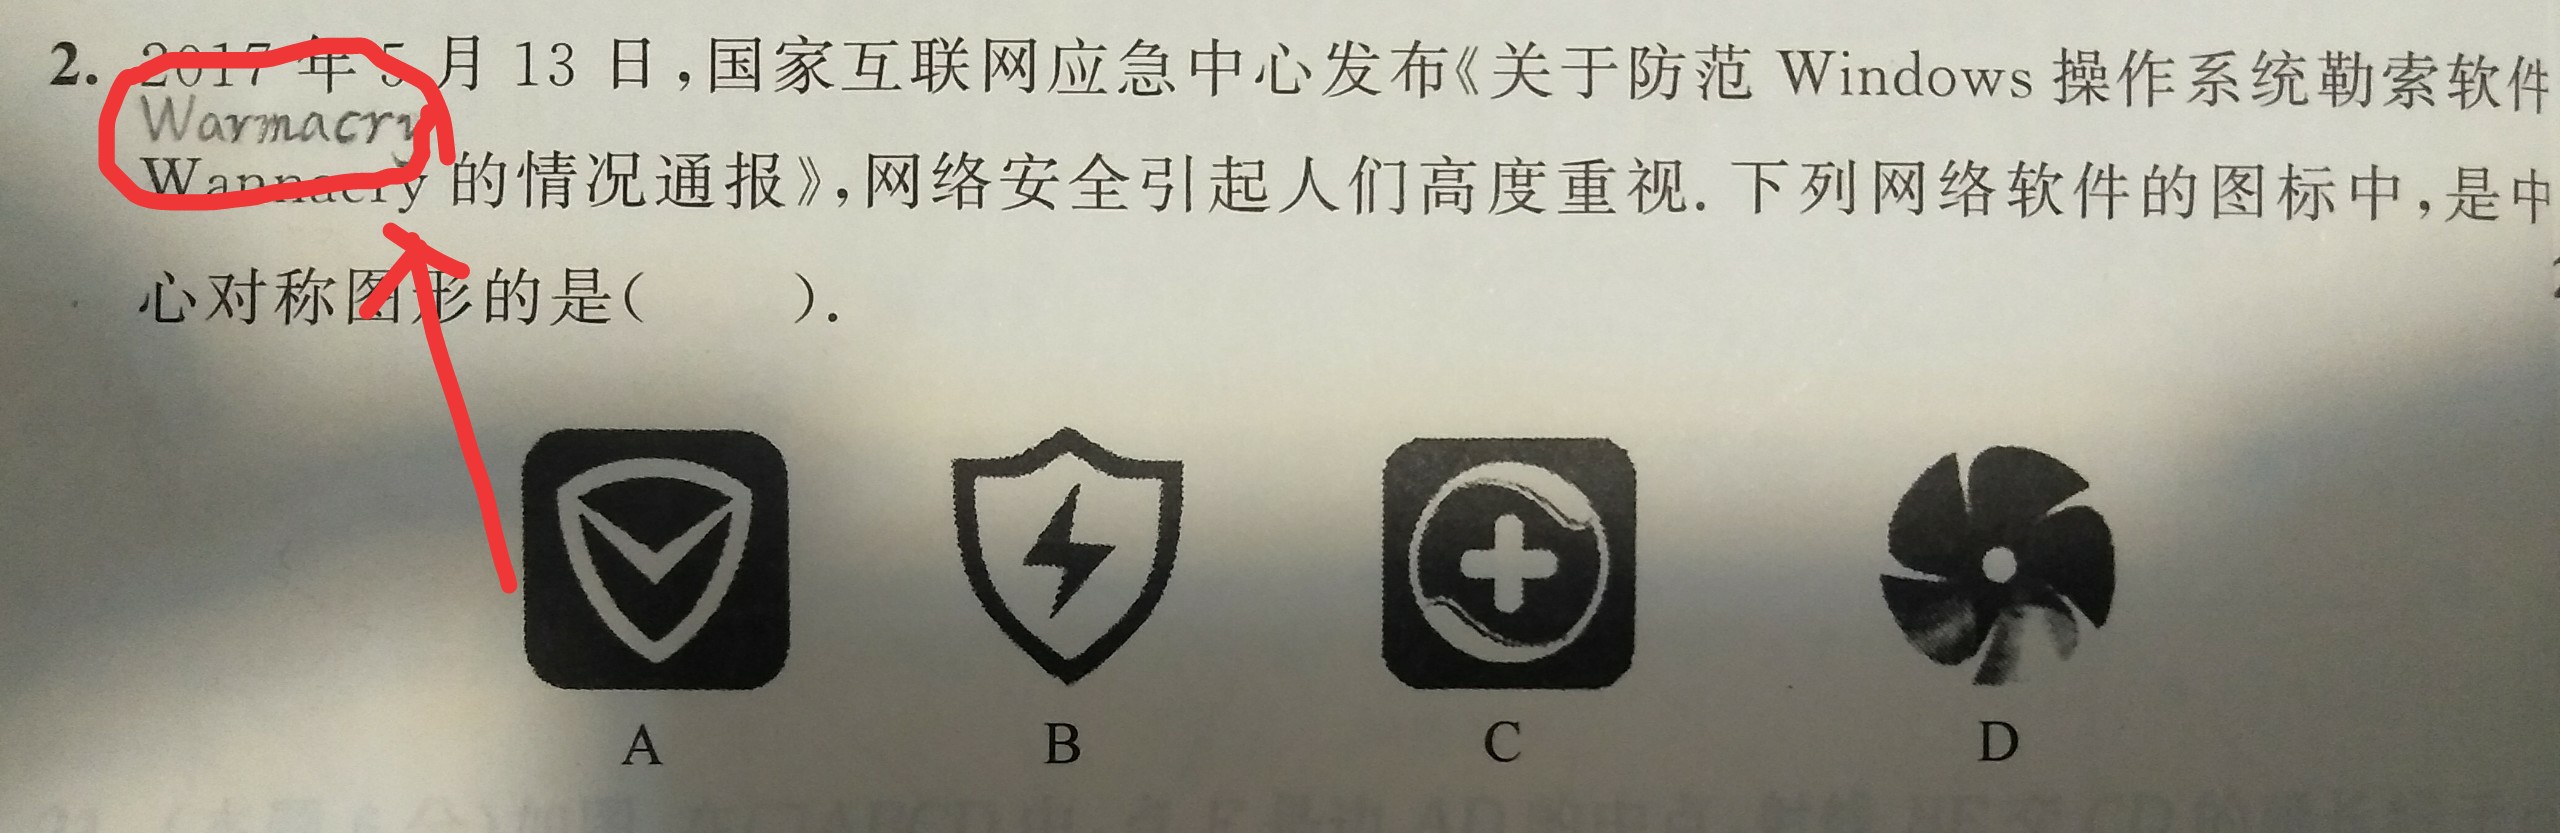 2. 2017 年 5 月 13 日,国家互联网应急中心发布《关于防范 Windows 操作系统勒索软件
Warmacry
Wannacry 的情况通报》,网络安全引起人们高度重视. 下列网络软件的图标中,是中
心对称图形的是(    ).
A B C D